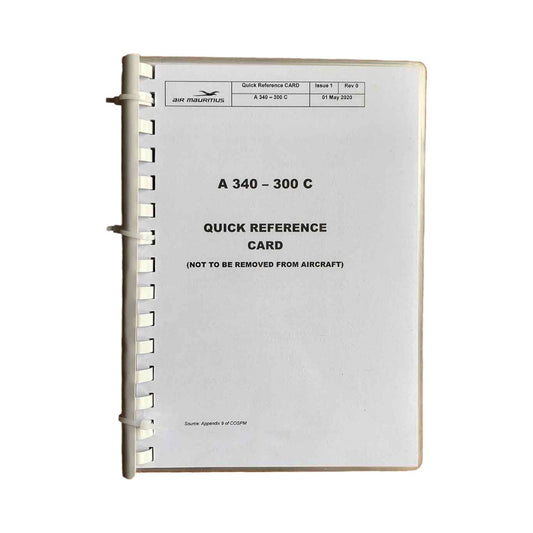 AIR MAURITIUS
Quick Reference CARD
Issue 1
Rev 0
A 340 – 300 C
01 May 2020
A 340 – 300 C
QUICK REFERENCE
CARD
(NOT TO BE REMOVED FROM AIRCRAFT)
Source: Appendix 9 of CCSPM